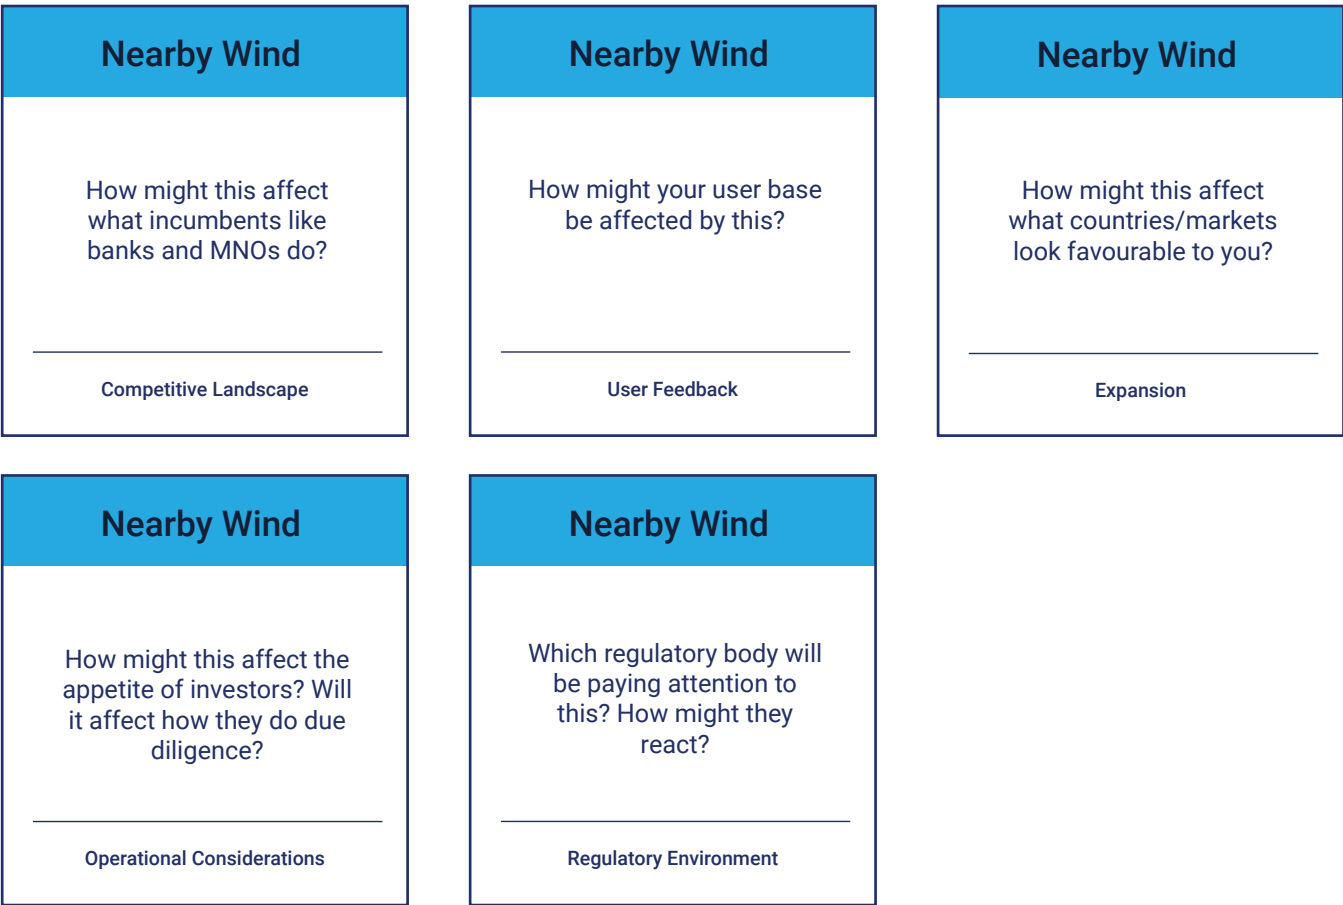 Nearby Wind
How might this affect
what incumbents like
banks and MNOs do?
Competitive Landscape
Nearby Wind
How might your user base
be affected by this?
User Feedback
Nearby Wind
How might this affect
what countries/markets
look favourable to you?
Expansion
Nearby Wind
How might this affect the
appetite of investors? Will
it affect how they do due
diligence?
Operational Considerations
Nearby Wind
Which regulatory body will
be paying attention to
this? How might they
react?
Regulatory Environment